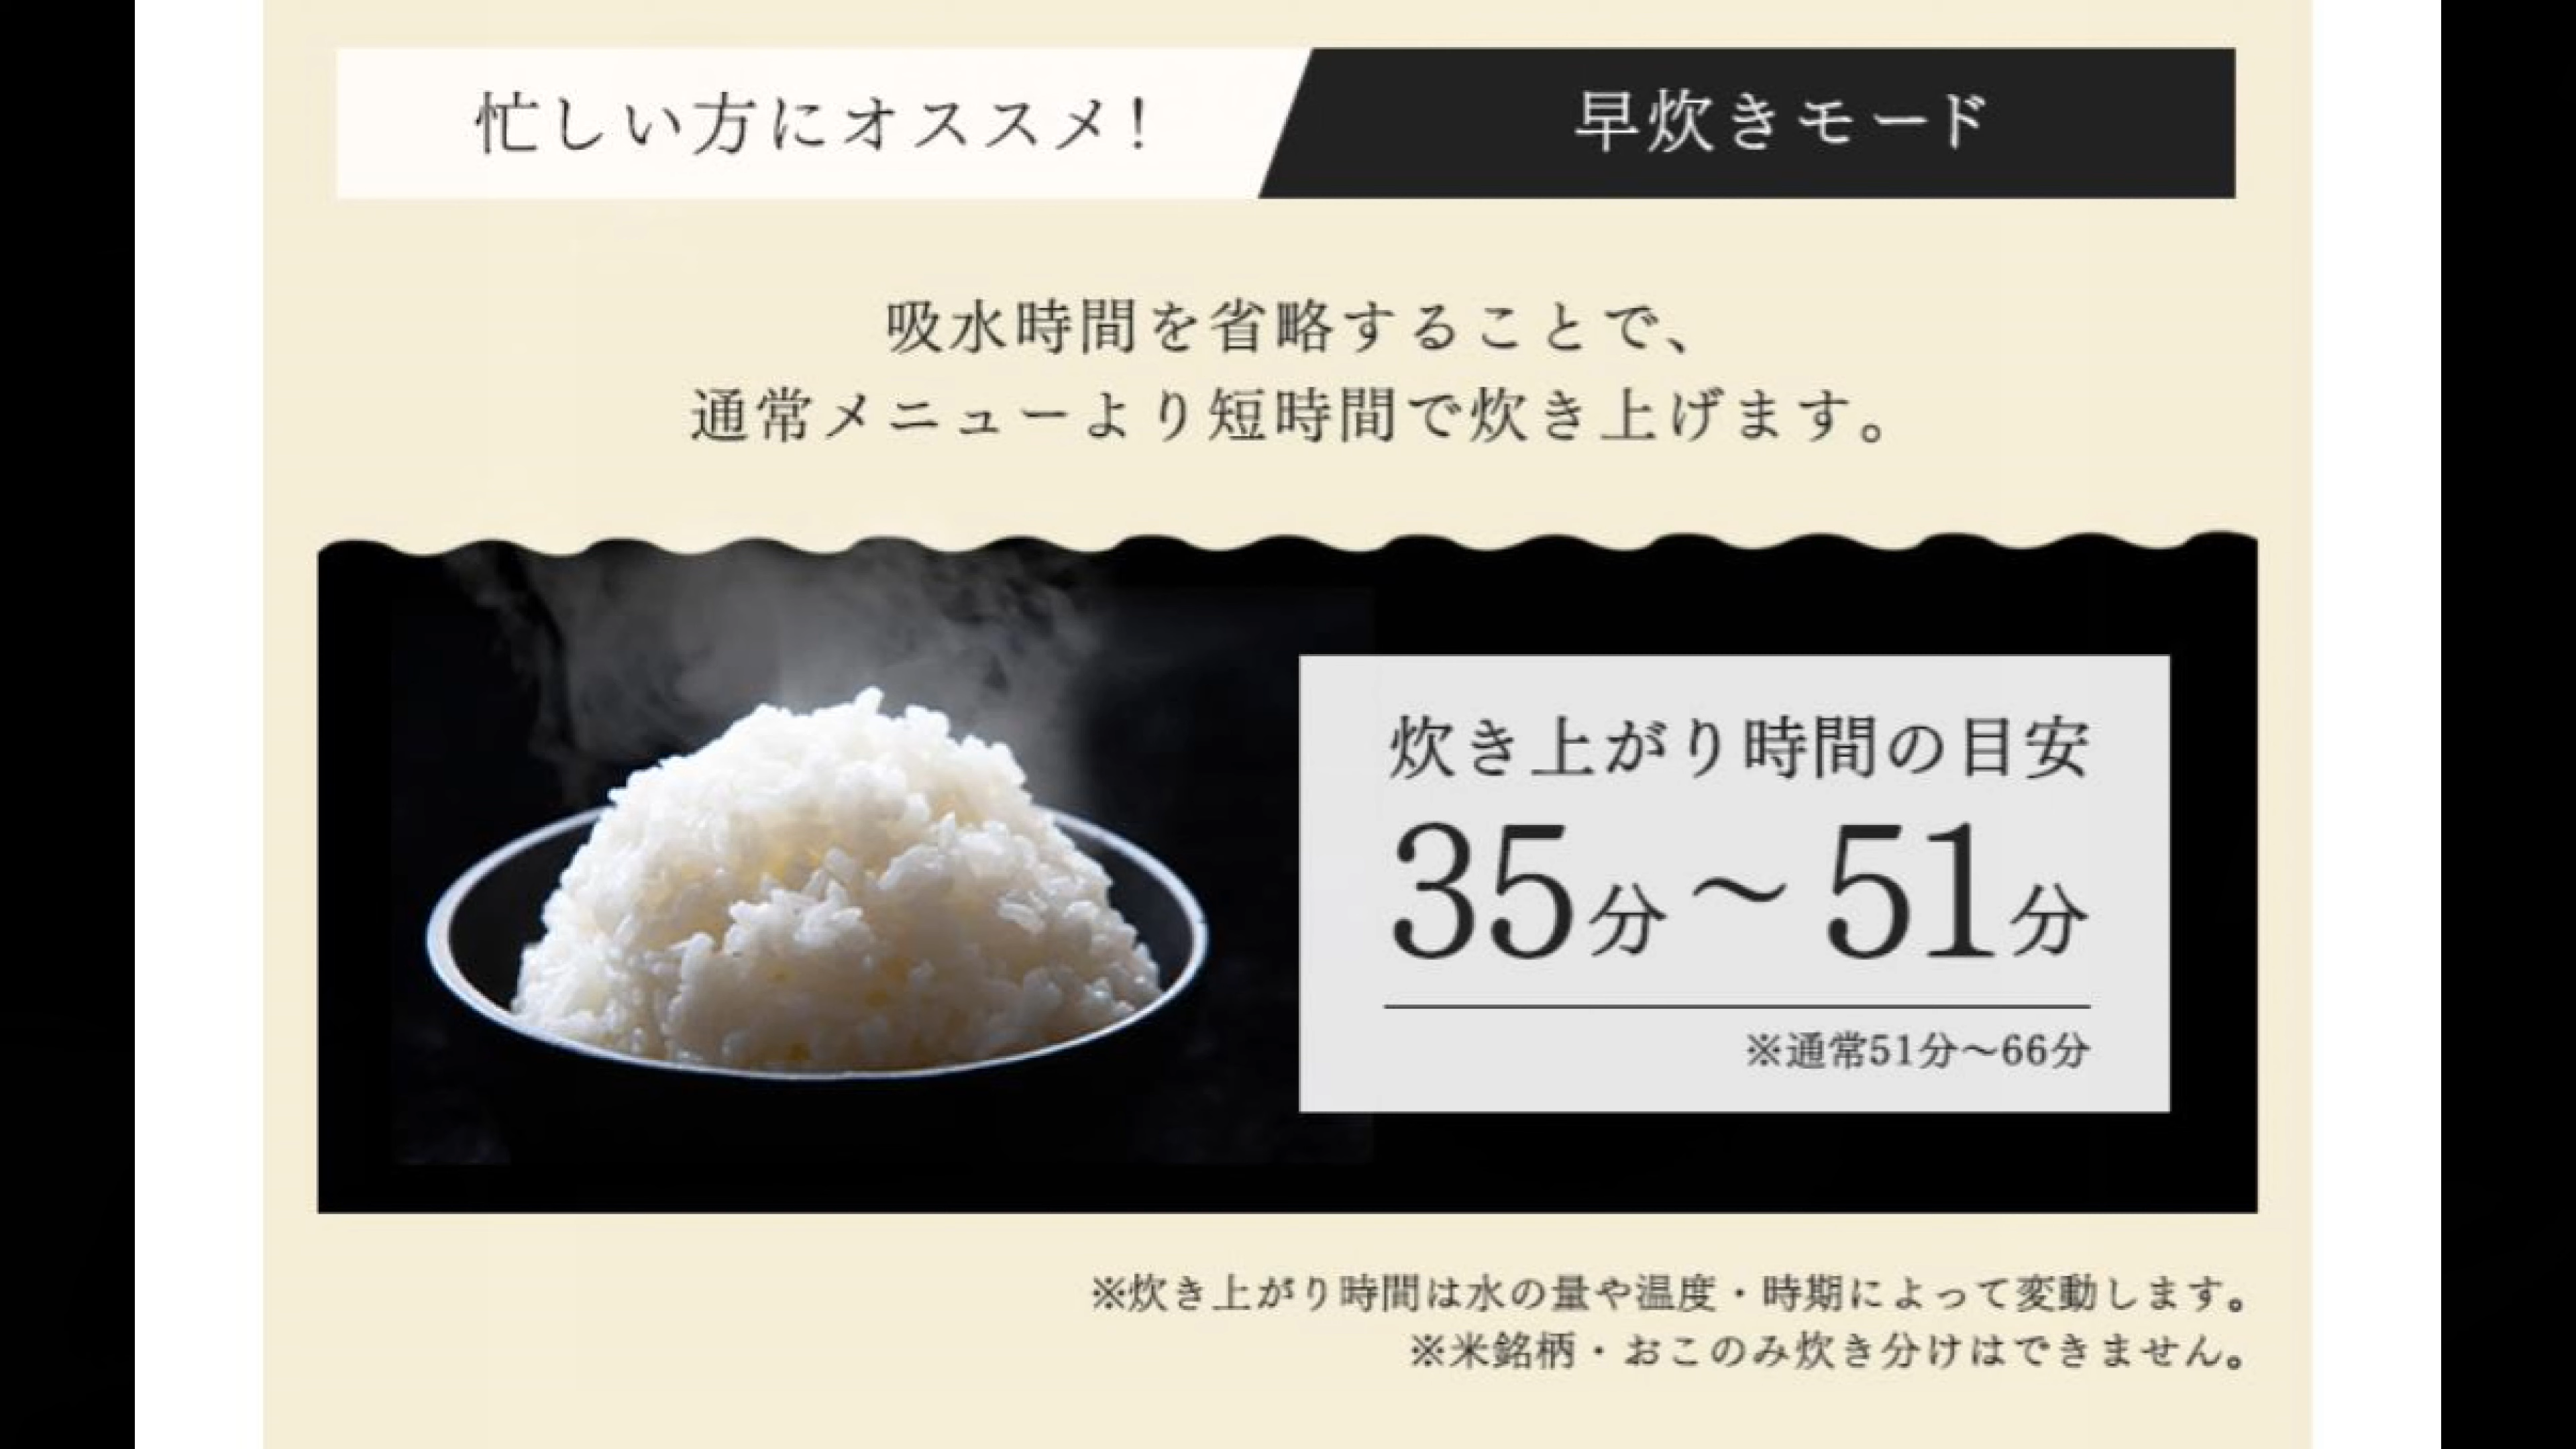 忙しい方にオススメ!
早炊きモード
吸水時間を省略することで、
通常メニューより短時間で炊き上げます。
炊き上がり時間の目安
35分～51分
※通常51分～66分
※炊き上がり時間は水の量や温度・時期によって変動します。
※米銘柄・おこのみ炊き分けはできません。